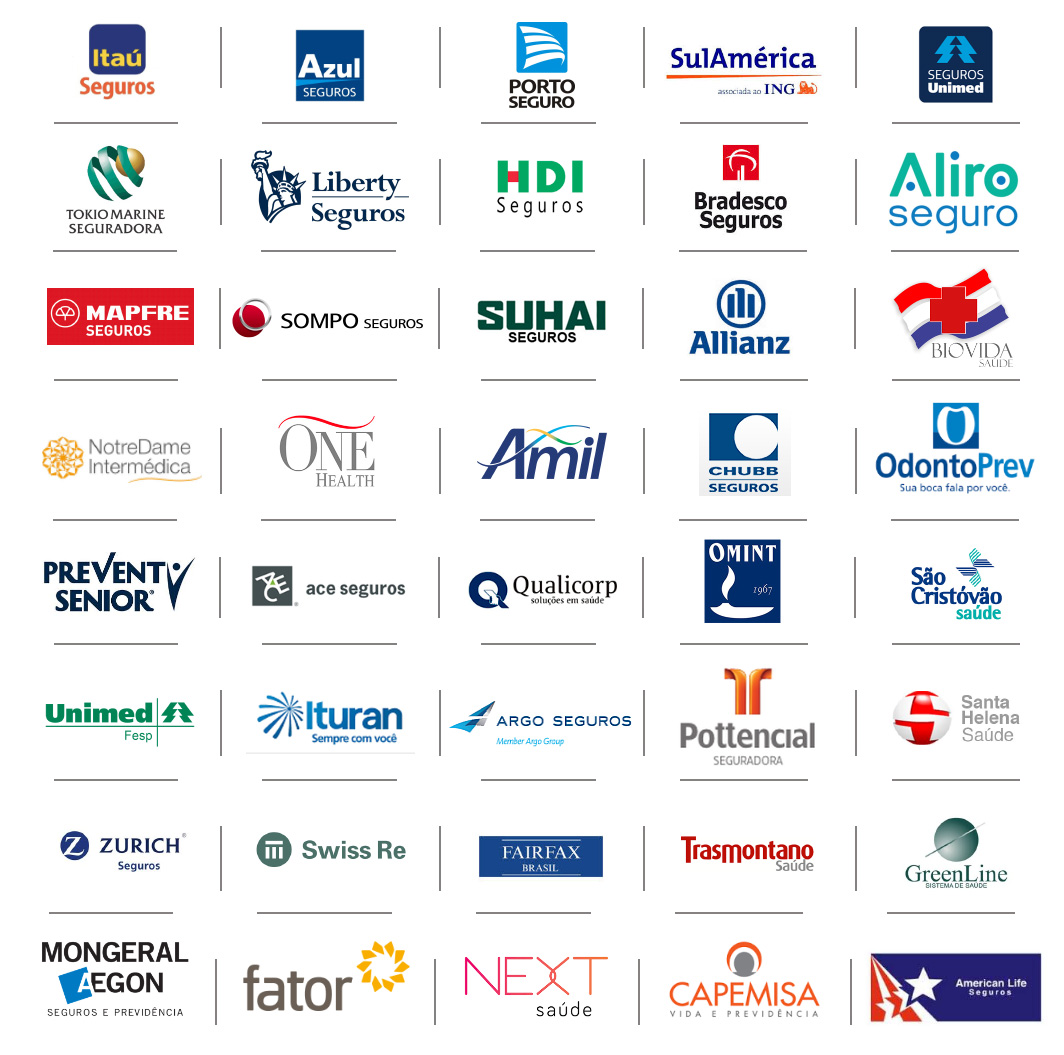 Itaú
Seguros
Azul
SEGUROS
PORTO
SEGURO
SulAmérica
associada ao ING
SEGUROS
Unimed
TOKIO MARINE
SEGURADORA
Liberty
Seguros
HDI
Seguros
Bradesco
Seguros
Aliro
seguro
MAPFRE
SEGUROS
SOMPO SEGUROS
SUHAI
SEGUROS
Allianz
BIOVIDA
SAÚDE
NotreDame
Intermédica
ONE
HEALTH
Amil
CHUBB
SEGUROS
OdontoPrev
Sua boca fala por você.
PREVENT
SENIOR®
ACE
®
ace seguros
Qualicorp
soluções em saúde
OMINT
1967
São
Cristóvão
saúde
Unimed
Fesp
Ituran
Sempre com você
ARGO SEGUROS
Member Argo Group
Pottencial
SEGURADORA
Santa
Helena
Saúde
Z ZURICH®
Seguros
Swiss Re
FAIRFAX
BRASIL
Trasmontano
Saúde
GreenLine
SISTEMA DE SAÚDE
MONGERAL
AEGON
SEGUROS E PREVIDÊNCIA
fator
NEXT
saúde
CAPEMISA
VIDA E PREVIDÊNCIA
American Life
Seguros